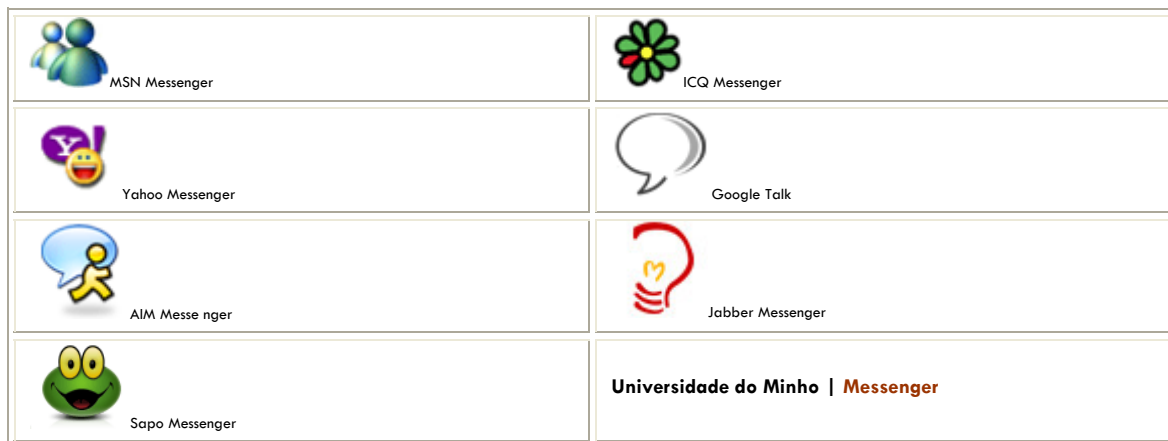 MSN Messenger
ICQ Messenger
Y!
Yahoo Messenger
Google Talk
AIM Messe nger
Jabber Messenger
Sapo Messenger
Universidade do Minho | Messenger